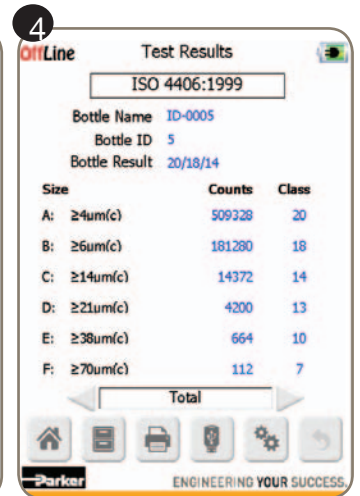 4
OffLine Test Results
ISO 4406:1999
Bottle Name ID-0005
Bottle ID 5
Bottle Result 20/18/14
Size Counts Class
A: ≥4um(c) 509328 20
B: ≥6um(c) 181280 18
C: ≥14um(c) 14372 14
D: ≥21um(c) 4200 13
E: ≥38um(c) 664 10
F: ≥70um(c) 112 7
Total
Parker ENGINEERING YOUR SUCCESS.